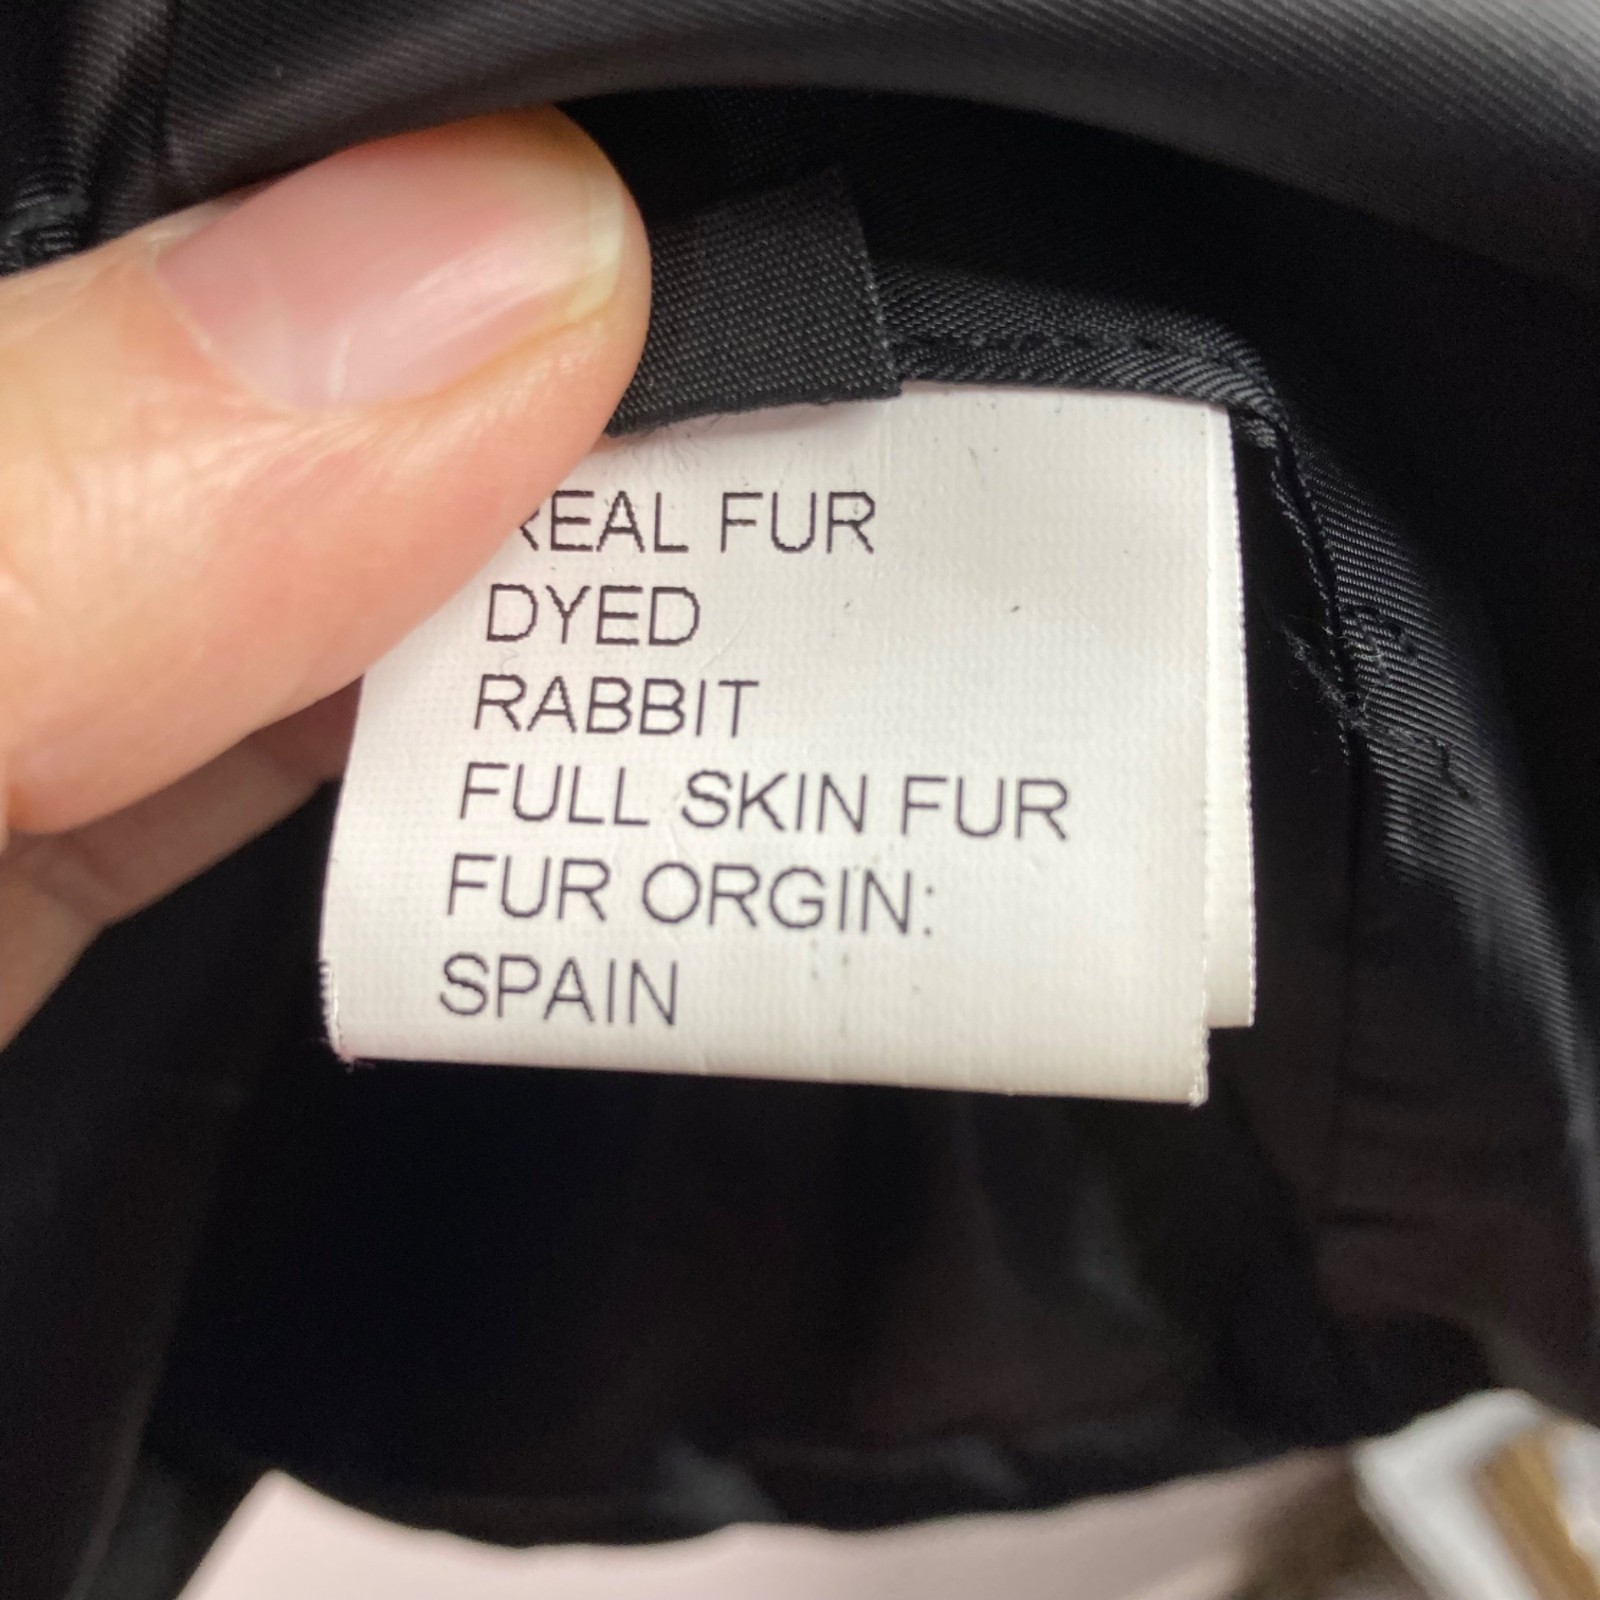 REAL FUR
DYED
RABBIT
FULL SKIN FUR
FUR ORGIN:
SPAIN